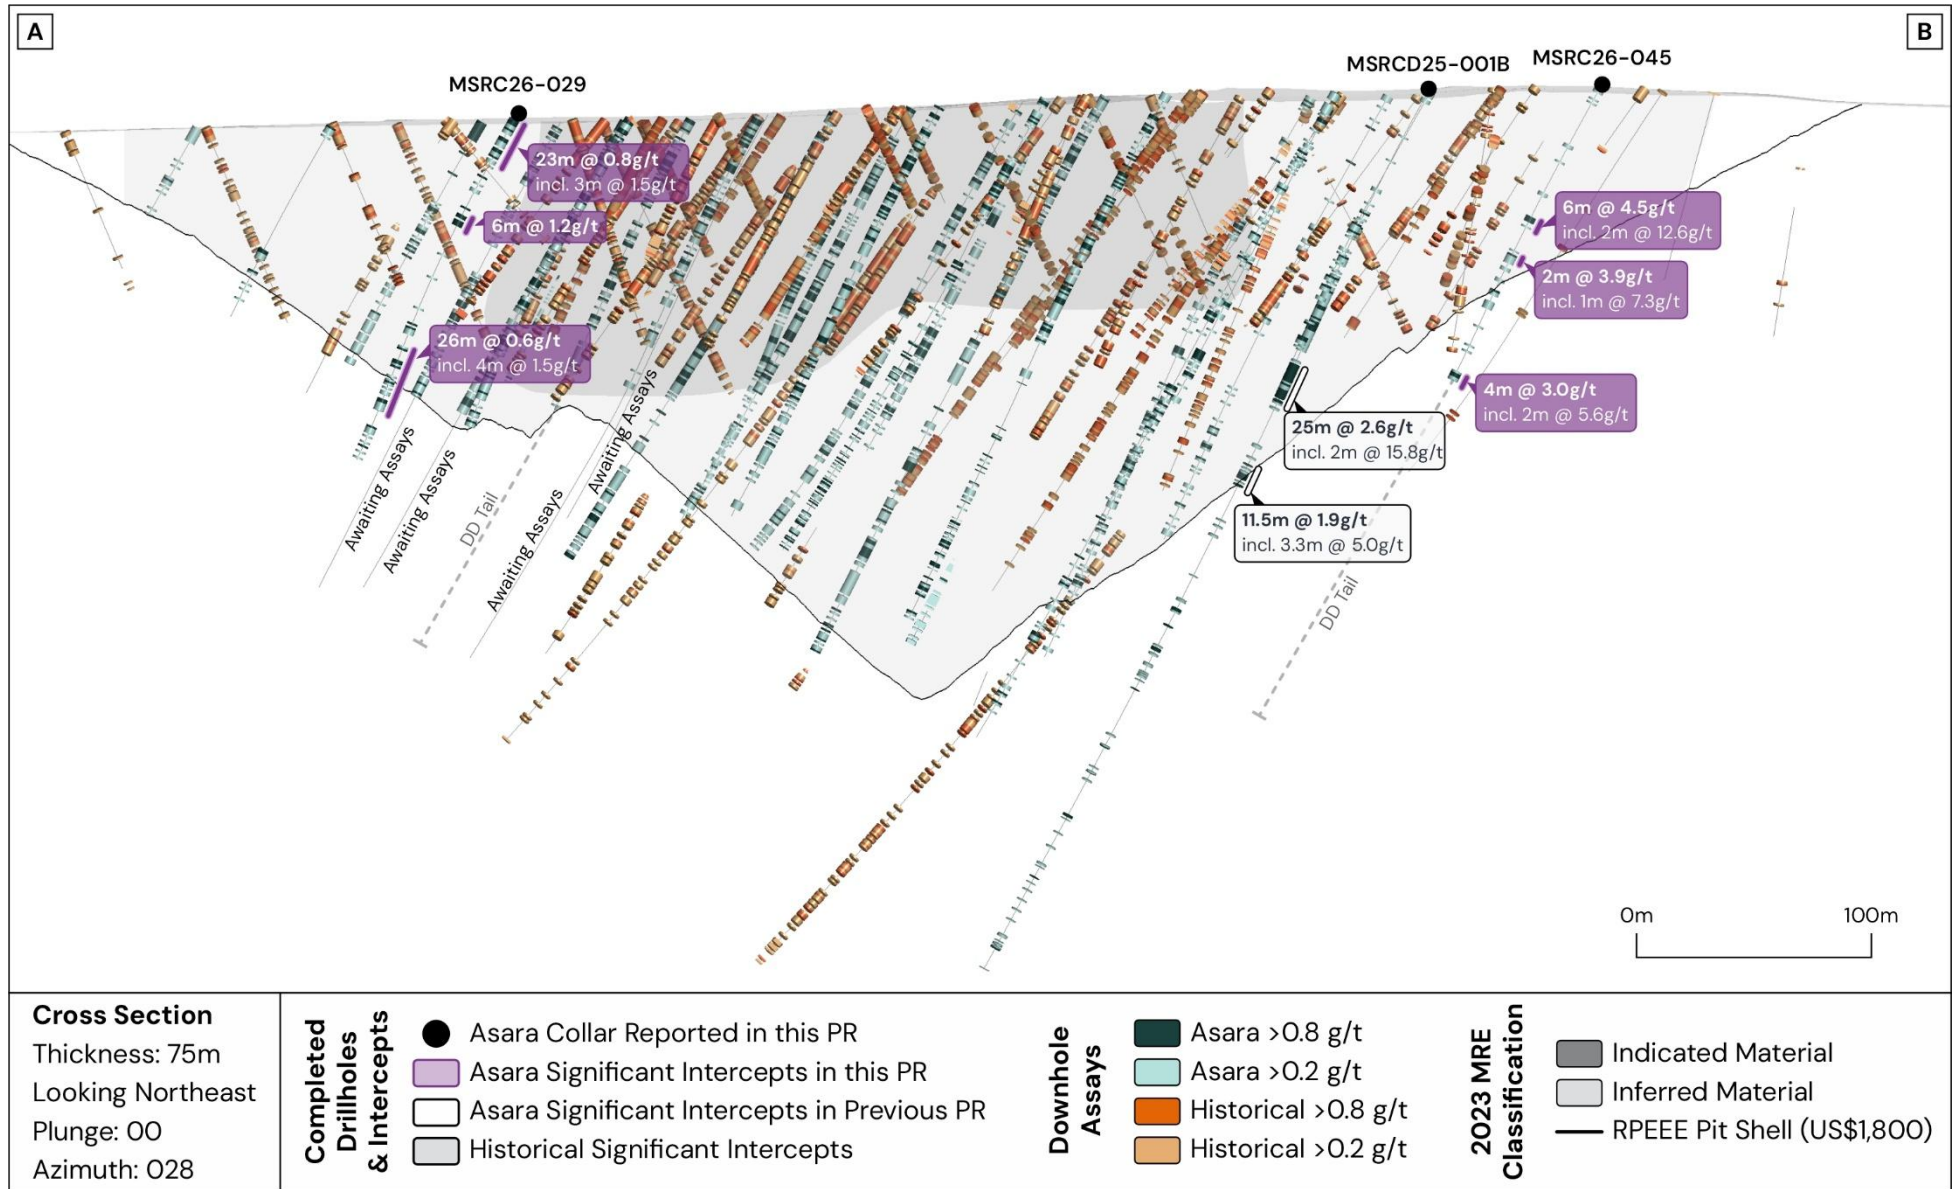 A
B
MSRC26-029
MSRCD25-001B
MSRC26-045
23m @ 0.8g/t
incl. 3m @ 1.5g/t
6m @ 1.2g/t
26m @ 0.6g/t
incl. 4m @ 1.5g/t
6m @ 4.5g/t
incl. 2m @ 12.6g/t
2m @ 3.9g/t
incl. 1m @ 7.3g/t
4m @ 3.0g/t
incl. 2m @ 5.6g/t
25m @ 2.6g/t
incl. 2m @ 15.8g/t
11.5m @ 1.9g/t
incl. 3.3m @ 5.0g/t
Awaiting Assays
Awaiting Assays
DD Tail
Awaiting Assays
Awaiting Assays
DD Tail
0m
100m
Cross Section
Thickness: 75m
Looking Northeast
Plunge: 00
Azimuth: 028
Completed
Drillholes
& Intercepts
Asara Collar Reported in this PR
Asara Significant Intercepts in this PR
Asara Significant Intercepts in Previous PR
Historical Significant Intercepts
Downhole
Assays
Asara >0.8 g/t
Asara >0.2 g/t
Historical >0.8 g/t
Historical >0.2 g/t
2023 MRE
Classification
Indicated Material
Inferred Material
RPEEE Pit Shell (US$1,800)